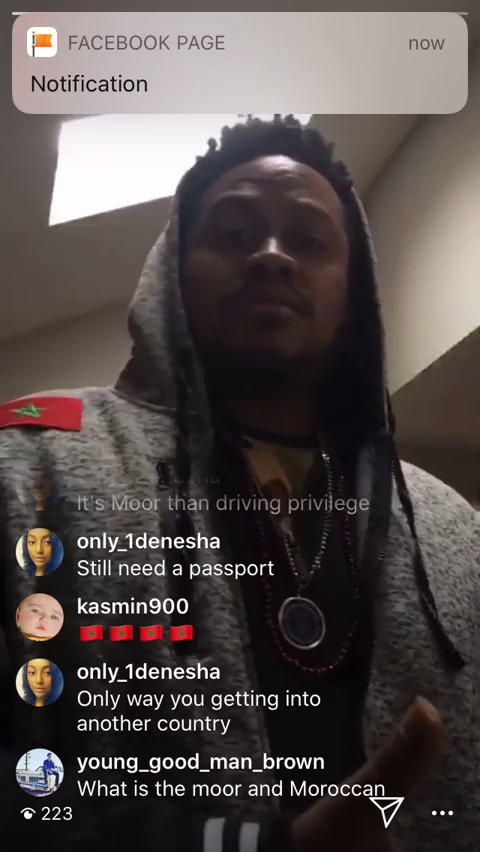 FACEBOOK PAGE now
Notification
It's Moor than driving privilege
only_1denesha
Still need a passport
kasmin900
only_1denesha
Only way you getting into
another country
young_good_man_brown
What is the moor and Moroccan
223